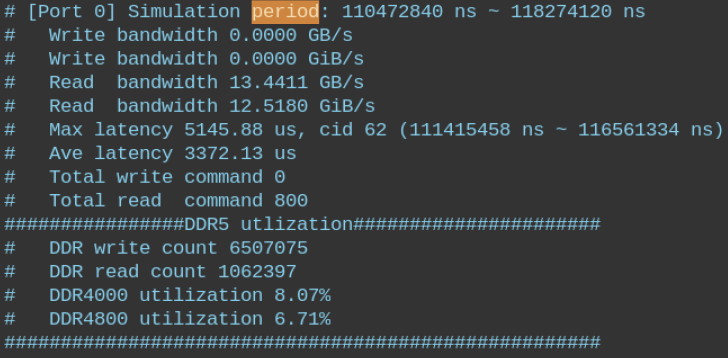 # [Port 0] Simulation period: 110472840 ns ~ 118274120 ns
#   Write bandwidth 0.0000 GB/s
#   Write bandwidth 0.0000 GiB/s
#   Read  bandwidth 13.4411 GB/s
#   Read  bandwidth 12.5180 GiB/s
#   Max latency 5145.88 us, cid 62 (111415458 ns ~ 116561334 ns)
#   Ave latency 3372.13 us
#   Total write command 0
#   Total read  command 800
################DDR5 utlization######################
#   DDR write count 6507075
#   DDR read count 1062397
#   DDR4000 utilization 8.07%
#   DDR4800 utilization 6.71%
#####################################################